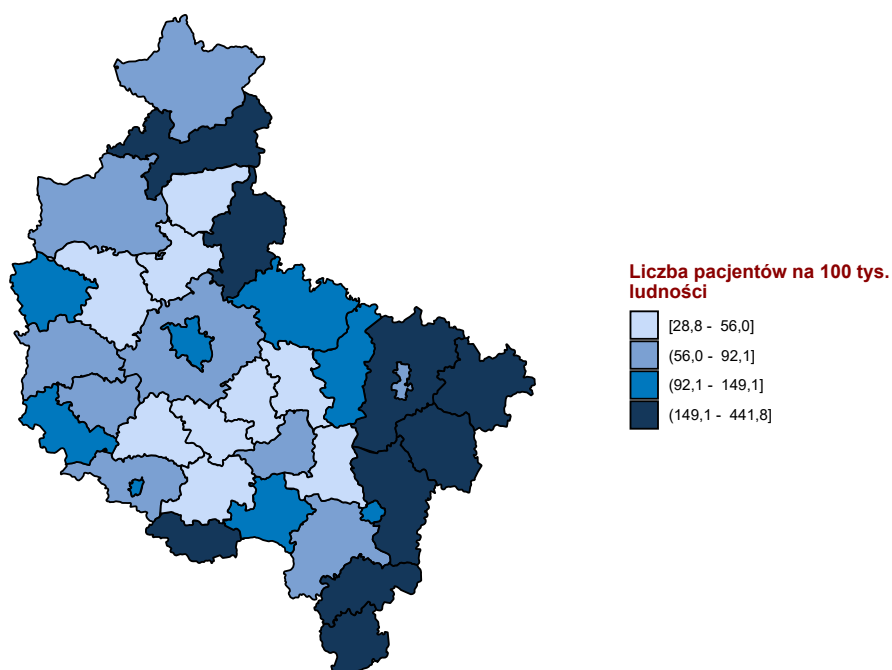 Liczba pacjentów na 100 tys.
ludności
[28,8 - 56,0]
(56,0 - 92,1]
(92,1 - 149,1]
(149,1 - 441,8]